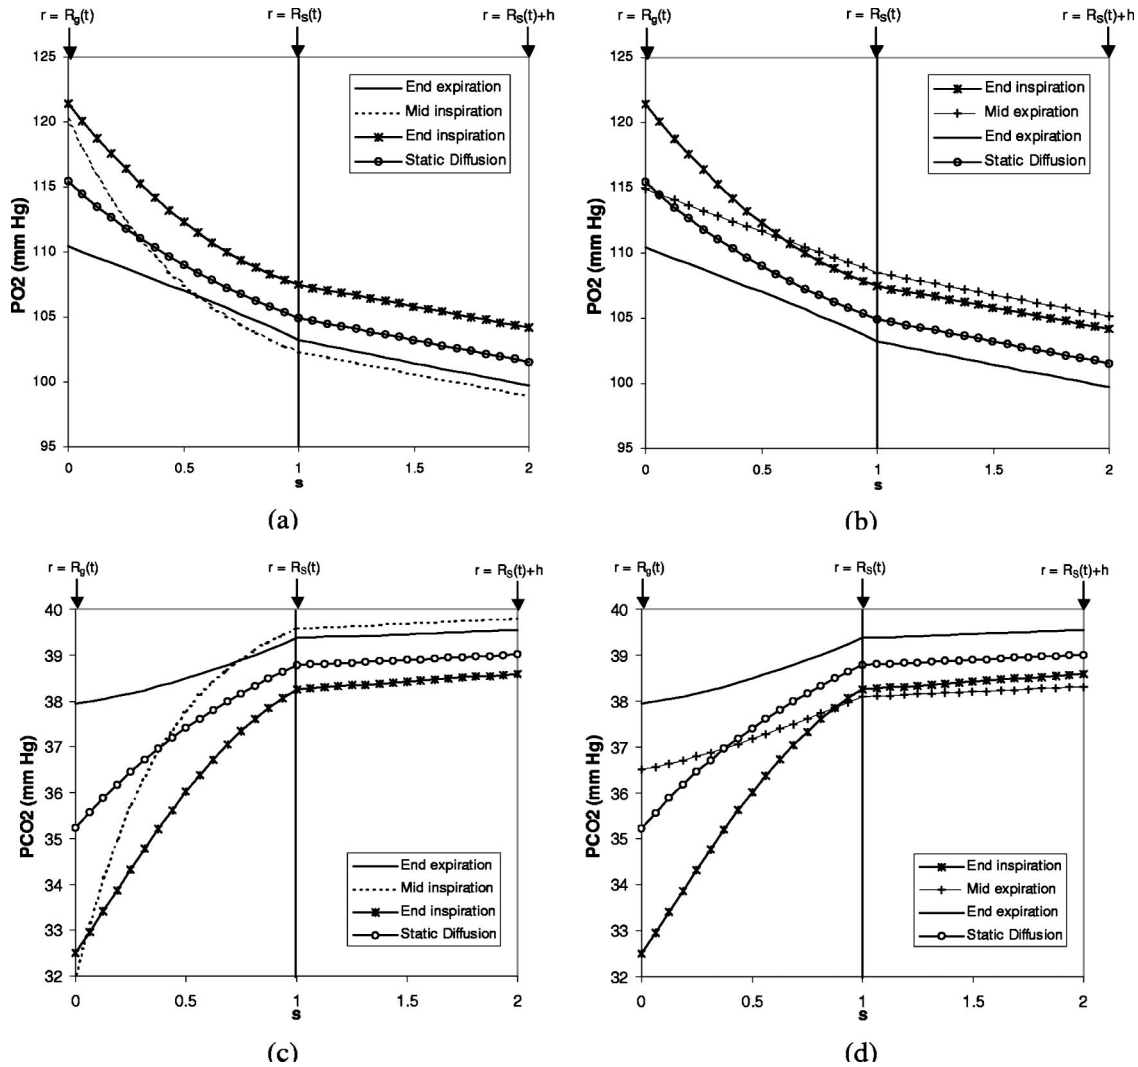 r = Rg(t) r = RS(t) r = RS(t)+h
125
120
115
110
105
100
95
PO2 (mm Hg)
End expiration
Mid inspiration
End inspiration
Static Diffusion
0 0.5 1 1.5 2
s
(a)
r = Rg(t) r = RS(t) r = RS(t)+h
125
120
115
110
105
100
95
PO2 (mm Hg)
End inspiration
Mid expiration
End expiration
Static Diffusion
0 0.5 1 1.5 2
s
(b)
r = Rg(t) r = RS(t) r = RS(t)+h
40
39
38
37
36
35
34
33
32
PCO2 (mm Hg)
End expiration
Mid inspiration
End inspiration
Static Diffusion
0 0.5 1 1.5 2
s
(c)
r = Rg(t) r = RS(t) r = RS(t)+h
40
39
38
37
36
35
34
33
32
PCO2 (mm Hg)
End inspiration
Mid expiration
End expiration
Static Diffusion
0 0.5 1 1.5 2
s
(d)